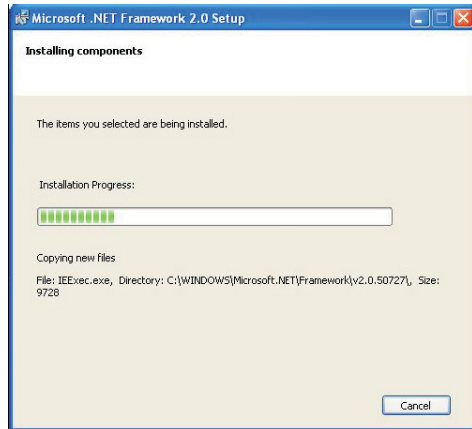 Microsoft .NET Framework 2.0 Setup
Installing components
The items you selected are being installed.
Installation Progress:
Copying new files
File: IEExec.exe, Directory: C:\WINDOWS\Microsoft.NET\Framework\v2.0.50727\, Size:
9728
Cancel